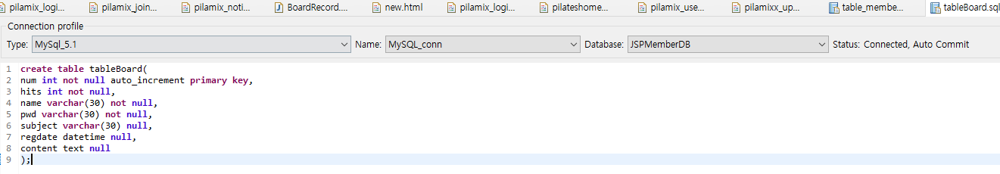 pilamix_logi...
pilamix_join...
pilamix_noti...
BoardRecord....
new.html
pilamix_logi...
pilateshome...
pilamix_use...
pilamixx_up...
table_membe...
tableBoard.sql
Connection profile
Type: MySql_5.1 Name: MySQL_conn Database: JSPMemberDB Status: Connected, Auto Commit
1 create table tableBoard(
2 num int not null auto_increment primary key,
3 hits int not null,
4 name varchar(30) not null,
5 pwd varchar(30) not null,
6 subject varchar(30) null,
7 regdate datetime null,
8 content text null
9 );